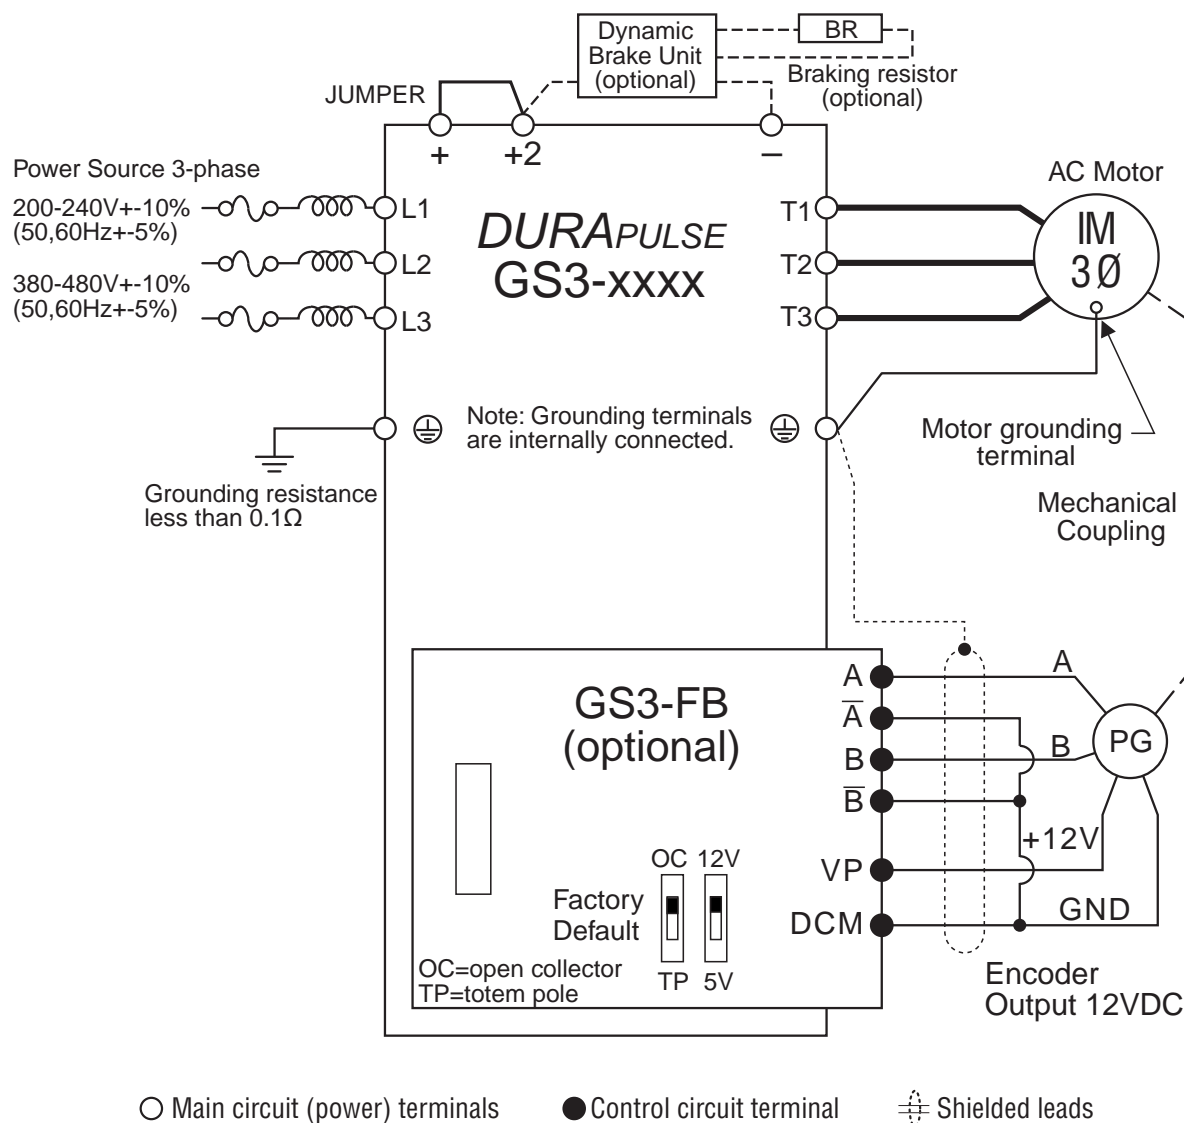 Dynamic
Brake Unit
(optional)
BR
Braking resistor
(optional)
JUMPER
+
+2
–
Power Source 3-phase
200-240V+-10%
(50,60Hz+-5%)
380-480V+-10%
(50,60Hz+-5%)
L1
L2
L3
DURAPULSE
GS3-xxxx
T1
T2
T3
AC Motor
IM
3Ø
Note: Grounding terminals
are internally connected.
Motor grounding
terminal
Grounding resistance
less than 0.1Ω
Mechanical
Coupling
GS3-FB
(optional)
A
A̅
B
B̅
VP
DCM
A
B
PG
+12V
GND
OC 12V
Factory
Default
TP 5V
OC=open collector
TP=totem pole
Encoder
Output 12VDC
Main circuit (power) terminals
Control circuit terminal
Shielded leads